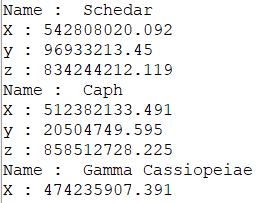 Name :  Schedar
X : 542808020.092
y : 96933213.45
z : 834244212.119
Name :  Caph
X : 512382133.491
y : 20504749.595
z : 858512728.225
Name :  Gamma Cassiopeiae
X : 474235907.391